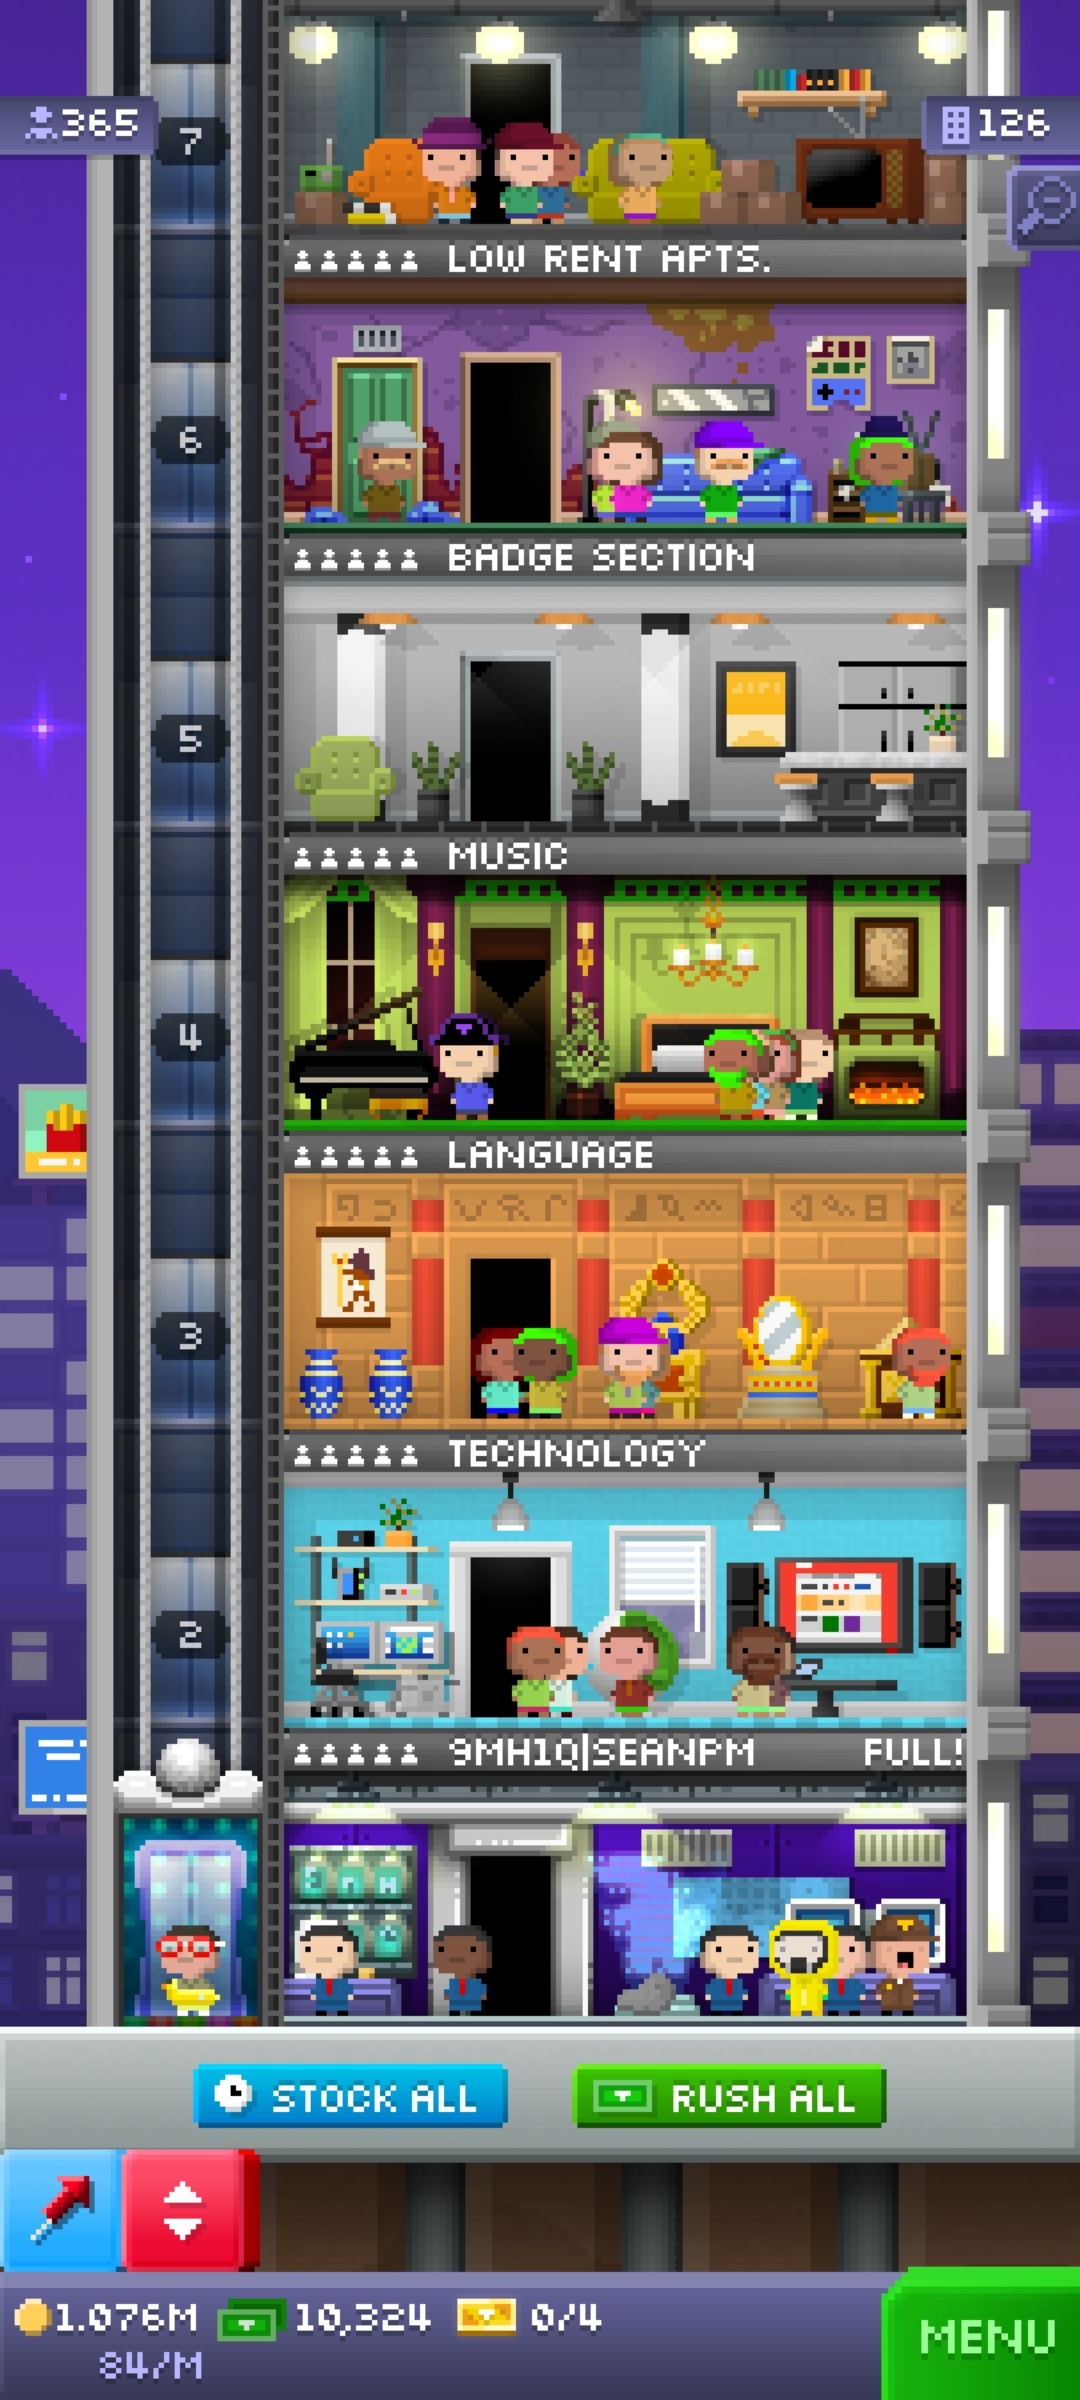 365
7
126
LOW RENT APTS.
6
BADGE SECTION
5
MUSIC
4
LANGUAGE
3
TECHNOLOGY
2
9MH1Q|SEANPM FULL!
STOCK ALL
RUSH ALL
1.076M
10,324
0/4
84/M
MENU